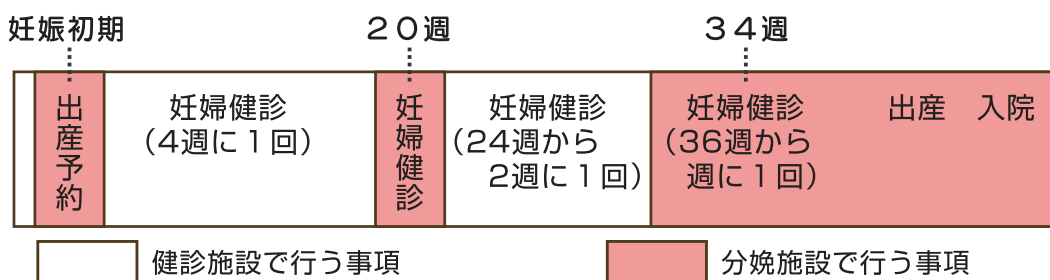 妊娠初期
20週
34週
出産予約
妊婦健診
(4週に1回)
妊婦健診
妊婦健診
(24週から
2週に1回)
妊婦健診
(36週から
週に1回)
出産 入院
健診施設で行う事項
分娩施設で行う事項